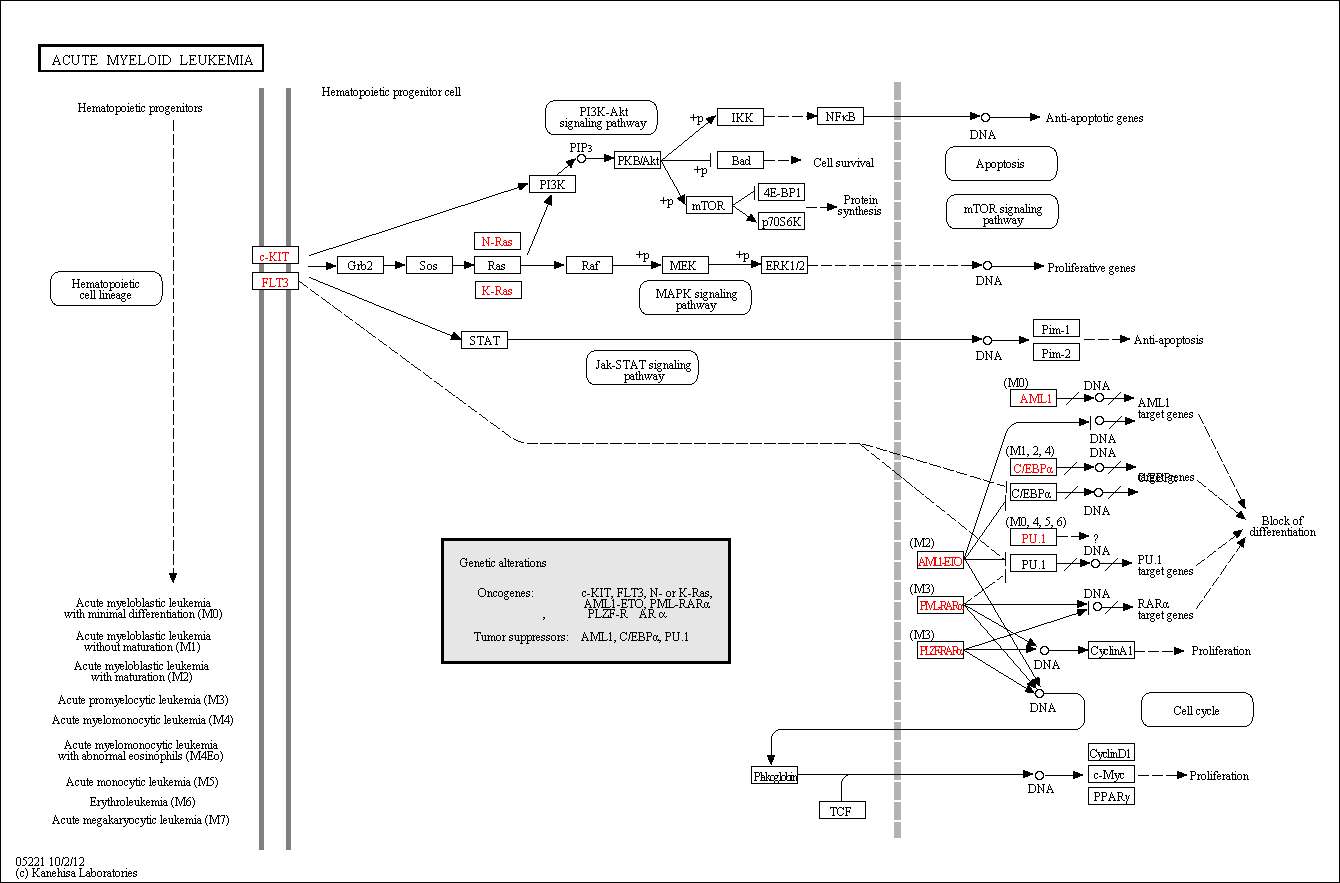 ACUTE MYELOID LEUKEMIA
Hematopoietic progenitors
Hematopoietic progenitor cell
PI3K-Akt
signaling pathway
+p
IKK
NFκB
DNA
Anti-apoptotic genes
PIP3
PKB/Akt
+p
Bad
Cell survival
Apoptosis
PI3K
+p
mTOR
4E-BP1
p70S6K
Protein
synthesis
mTOR signaling
pathway
c-KIT
FLT3
N-Ras
Grb2
Sos
Ras
Raf
+p
MEK
+p
ERK1/2
DNA
Proliferative genes
K-Ras
MAPK signaling
pathway
Hematopoietic
cell lineage
STAT
DNA
Pim-1
Pim-2
Anti-apoptosis
Jak-STAT signaling
pathway
(M0)
AML1
DNA
AML1
target genes
DNA
(M1, 2, 4)
DNA
C/EBPα
target genes
C/EBPα
DNA
(M0, 4, 5, 6)
PU.1
?
Block of
differentiation
(M2)
AML1-ETO
PU.1
DNA
PU.1
target genes
(M3)
PML-RARα
DNA
RARα
target genes
(M3)
PLZF-RARα
DNA
CyclinA1
Proliferation
DNA
Cell cycle
Genetic alterations
Oncogenes:
c-KIT, FLT3, N- or K-Ras,
AML1-ETO, PML-RARα
, PLZF-R AR α
Tumor suppressors: AML1, C/EBPα, PU.1
Acute myeloblastic leukemia
with minimal differentiation (M0)
Acute myeloblastic leukemia
without maturation (M1)
Acute myeloblastic leukemia
with maturation (M2)
Acute promyelocytic leukemia (M3)
Acute myelomonocytic leukemia (M4)
Acute myelomonocytic leukemia
with abnormal eosinophils (M4Eo)
Acute monocytic leukemia (M5)
Erythroleukemia (M6)
Acute megakaryocytic leukemia (M7)
Plakoglobin
TCF
DNA
CyclinD1
c-Myc
PPARγ
Proliferation
05221 10/2/12
(c) Kanehisa Laboratories